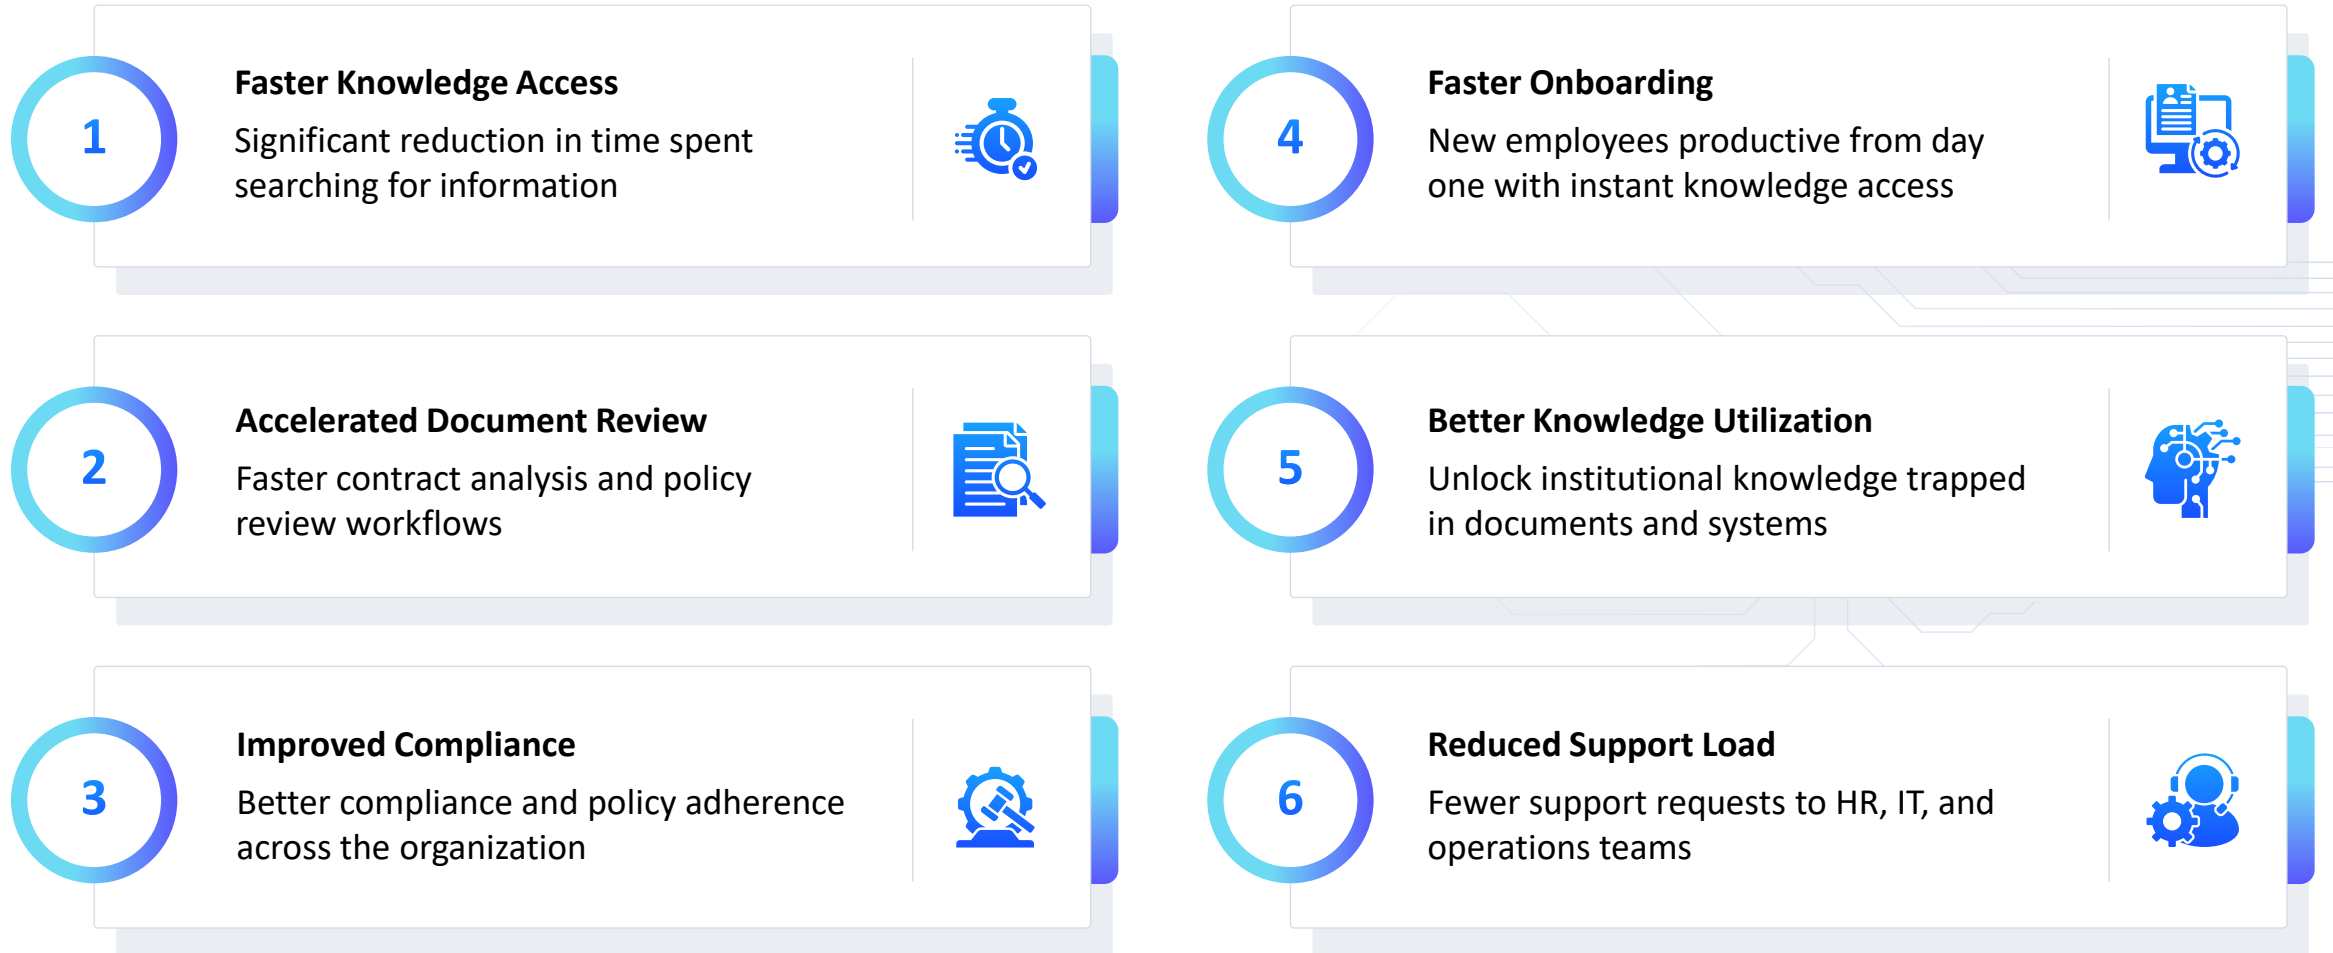 1
Faster Knowledge Access
Significant reduction in time spent
searching for information
2
Accelerated Document Review
Faster contract analysis and policy
review workflows
3
Improved Compliance
Better compliance and policy adherence
across the organization
4
Faster Onboarding
New employees productive from day
one with instant knowledge access
5
Better Knowledge Utilization
Unlock institutional knowledge trapped
in documents and systems
6
Reduced Support Load
Fewer support requests to HR, IT, and
operations teams